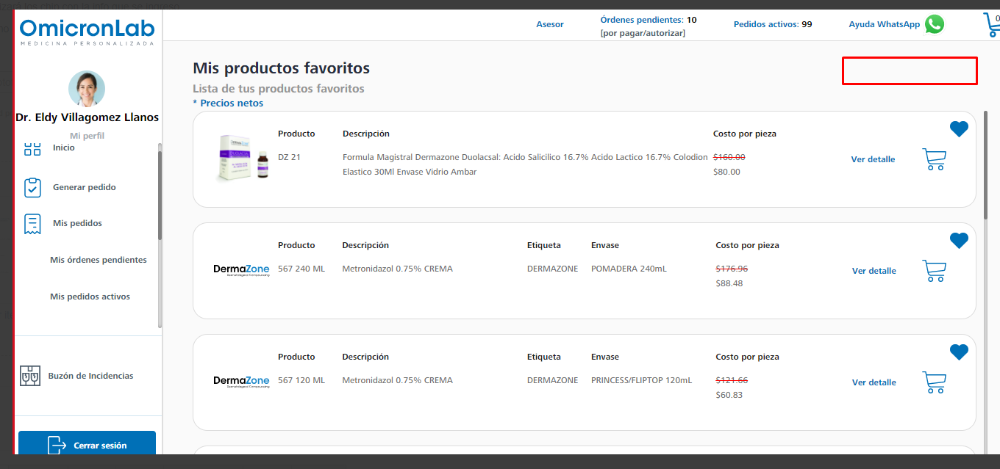 OmicronLab
MEDICINA PERSONALIZADA
Asesor
Órdenes pendientes: 10
[por pagar/autorizar]
Pedidos activos: 99
Ayuda WhatsApp
0
Dr. Eldy Villagomez Llanos
Mi perfil
Inicio
Generar pedido
Mis pedidos
Mis órdenes pendientes
Mis pedidos activos
Buzón de Incidencias
Cerrar sesión
Mis productos favoritos
Lista de tus productos favoritos
* Precios netos
Producto Descripción Costo por pieza
DZ 21 Formula Magistral Dermazone Duolacsal: Acido Salicilico 16.7% Acido Lactico 16.7% Colodion $160.00 Ver detalle
Elastico 30Ml Envase Vidrio Ambar $80.00
Producto Descripción Etiqueta Envase Costo por pieza
DermaZone 567 240 ML Metronidazol 0.75% CREMA DERMAZONE POMADERA 240mL $176.96 Ver detalle
$88.48
Producto Descripción Etiqueta Envase Costo por pieza
DermaZone 567 120 ML Metronidazol 0.75% CREMA DERMAZONE PRINCESS/FLIPTOP 120mL $121.66 Ver detalle
$60.83